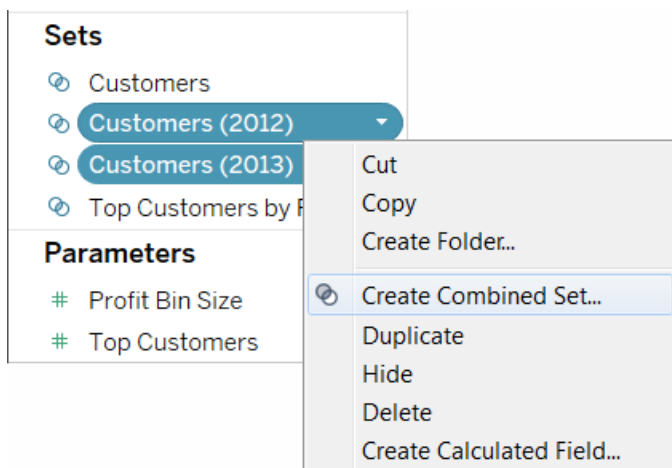 Sets
Customers
Customers (2012)
Customers (2013)
Top Customers by
Parameters
# Profit Bin Size
# Top Customers
Cut
Copy
Create Folder...
Create Combined Set...
Duplicate
Hide
Delete
Create Calculated Field...